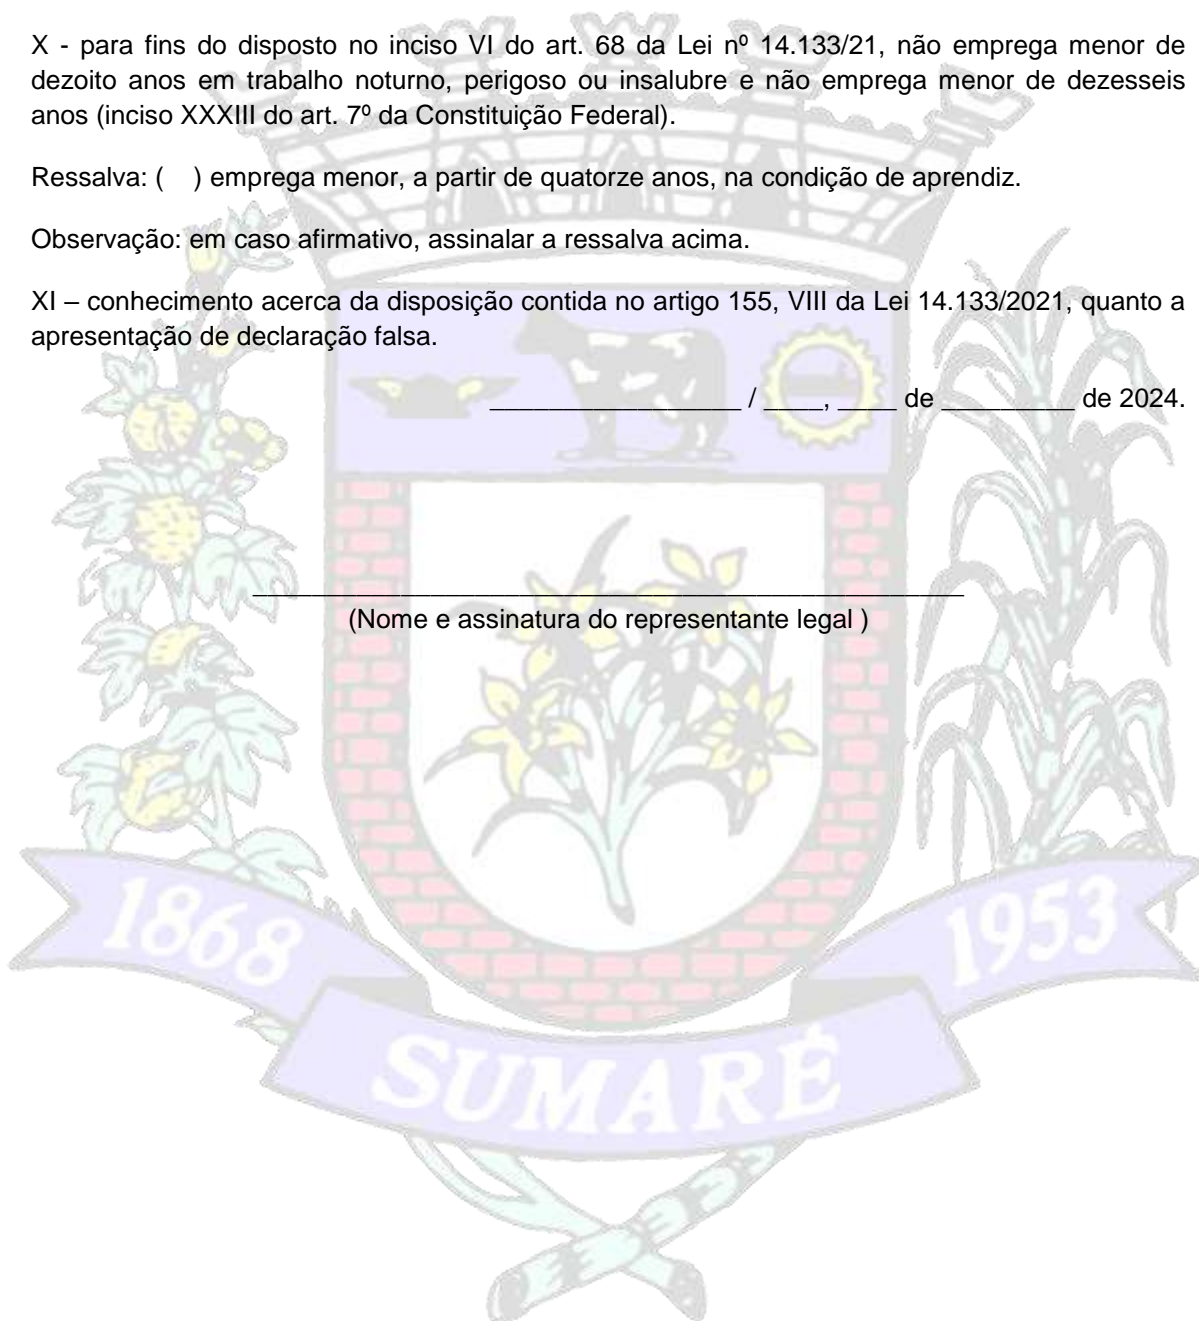 X - para fins do disposto no inciso VI do art. 68 da Lei nº 14.133/21, não emprega menor de
dezoito anos em trabalho noturno, perigoso ou insalubre e não emprega menor de dezesseis
anos (inciso XXXIII do art. 7º da Constituição Federal).
Ressalva: (   ) emprega menor, a partir de quatorze anos, na condição de aprendiz.
Observação: em caso afirmativo, assinalar a ressalva acima.
XI – conhecimento acerca da disposição contida no artigo 155, VIII da Lei 14.133/2021, quanto a
apresentação de declaração falsa.
_________________ / ____, ____ de _________ de 2024.
________________________________________________
(Nome e assinatura do representante legal )
1868
1953
SUMARÉ